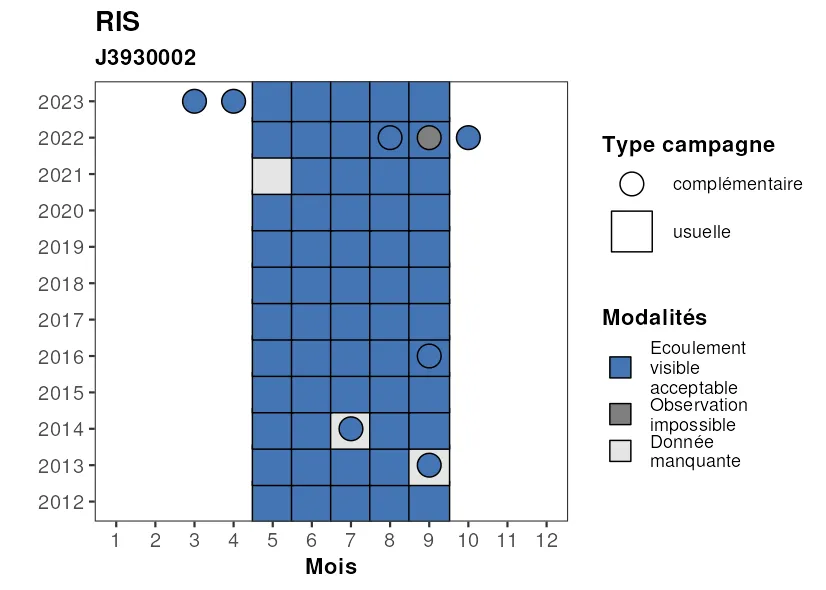 RIS
J3930002
2023
2022
2021
2020
2019
2018
2017
2016
2015
2014
2013
2012
1 2 3 4 5 6 7 8 9 10 11 12
Mois
Type campagne
complémentaire
usuelle
Modalités
Ecoulement
visible
acceptable
Observation
impossible
Donnée
manquante